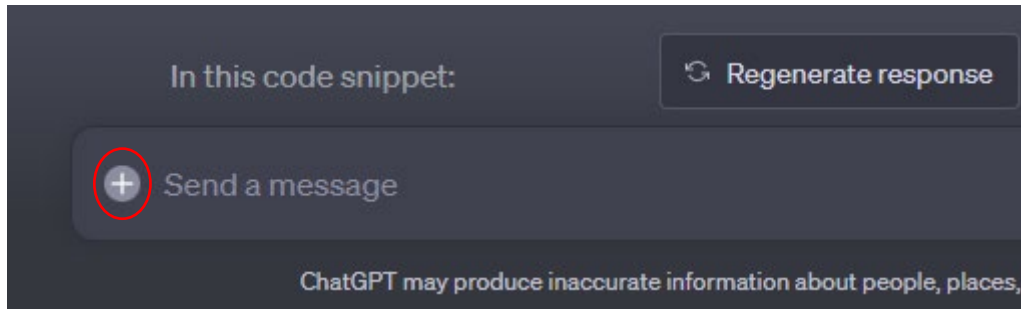 In this code snippet:
Regenerate response
Send a message
ChatGPT may produce inaccurate information about people, places,